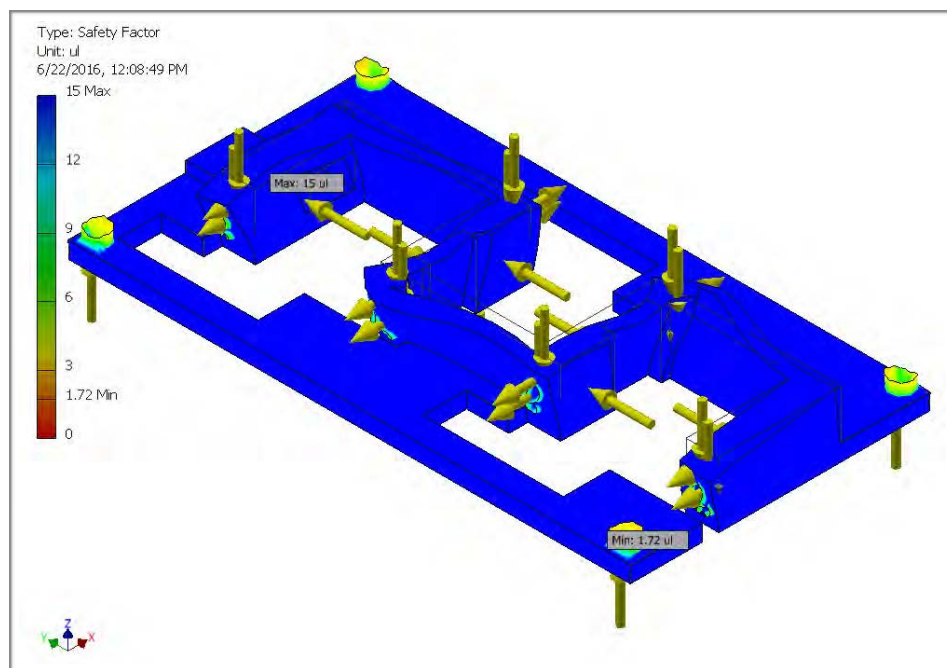 Type: Safety Factor
Unit: ul
6/22/2016, 12:08:49 PM
15 Max
12
9
6
3
1.72 Min
0
Max: 15 ul
Min: 1.72 ul
Z
Y
X